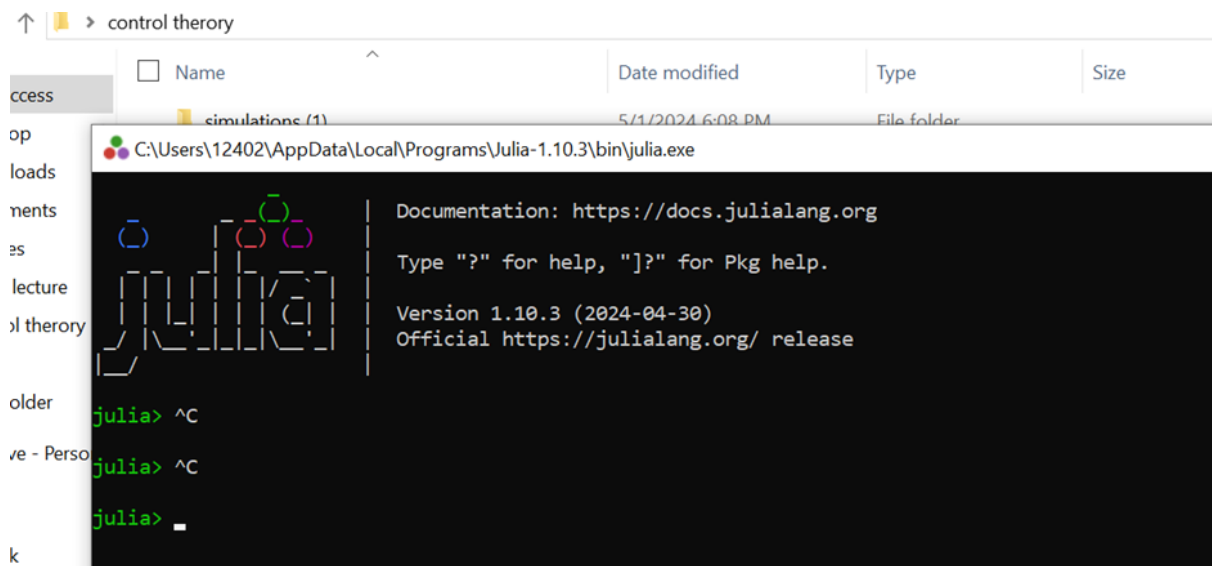 control therory
Name
Date modified
Type
Size
ccess
simulations (1)
5/1/2024 6:08 PM
File folder
op
C:\Users\12402\AppData\Local\Programs\Julia-1.10.3\bin\julia.exe
loads
ments
Documentation: https://docs.julialang.org
es
Type "?" for help, "]?" for Pkg help.
lecture
Version 1.10.3 (2024-04-30)
ol therory
Official https://julialang.org/ release
older
julia> ^C
ve - Perso
julia> ^C
julia>
k